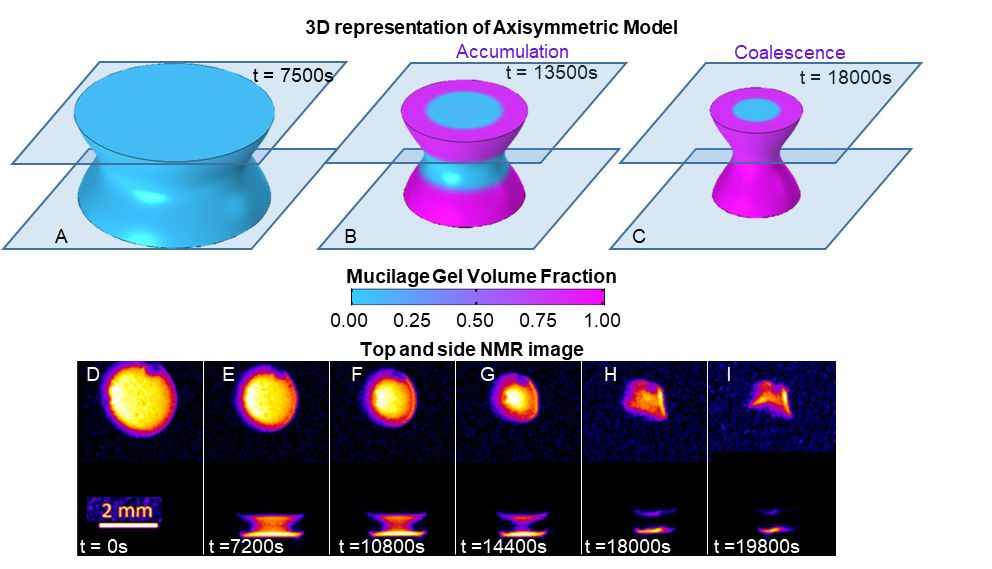 3D representation of Axisymmetric Model
Accumulation
Coalescence
t = 7500s
t = 13500s
t = 18000s
A
B
C
Mucilage Gel Volume Fraction
0.00 0.25 0.50 0.75 1.00
Top and side NMR image
D E F G H I
2 mm
t = 0s t =7200s t =10800s t =14400s t =18000s t =19800s